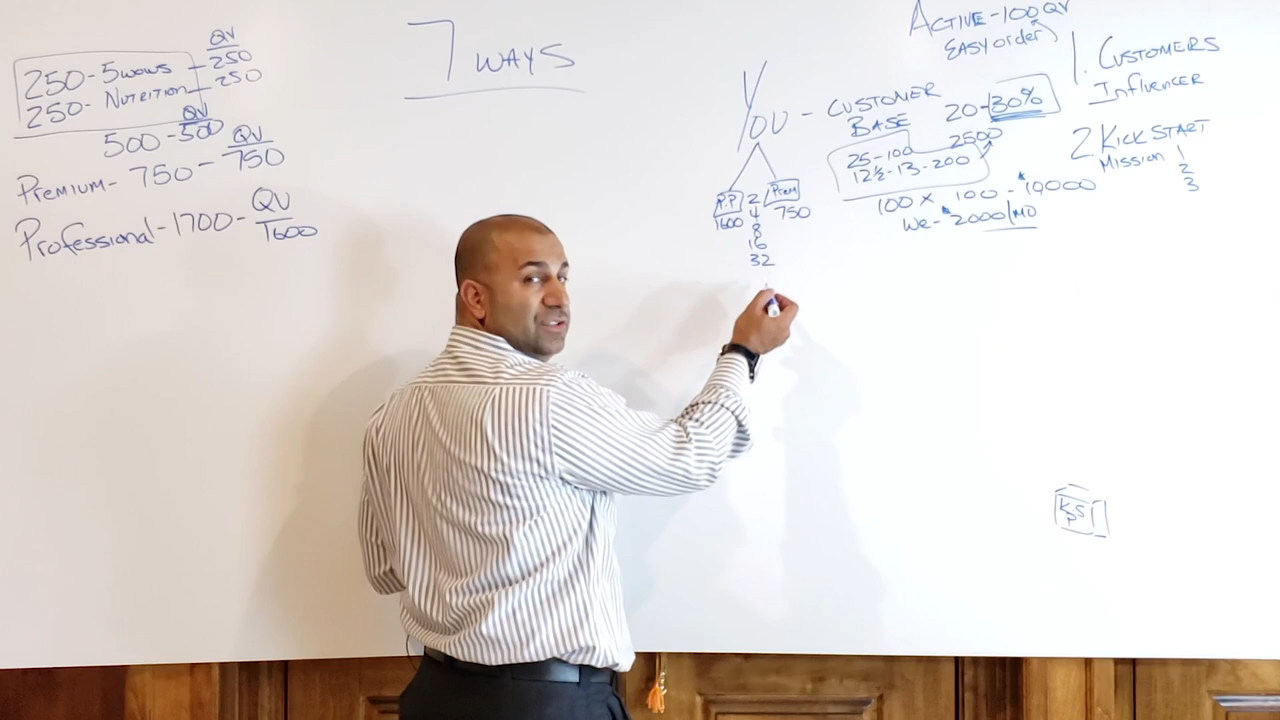 QV
250 - 5 WOWS - 250
250 - NUTRITION - 250
QV
500 - 500
QV
PREMIUM - 750 - 750
QV
Professional - 1700 - 1600
7 WAYS
YOU - CUSTOMER
BASE
P.P
Prem
1600
750
2
4
8
16
32
ACTIVE - 100 QV
EASY order
20 - 30%
2500
25 - 100
12½ - 13 - 200
100 x 100 - $10,000
We - $2000/MO
1. CUSTOMERS
INFlUENCER
2 KICK START
MISSION 1
2
3